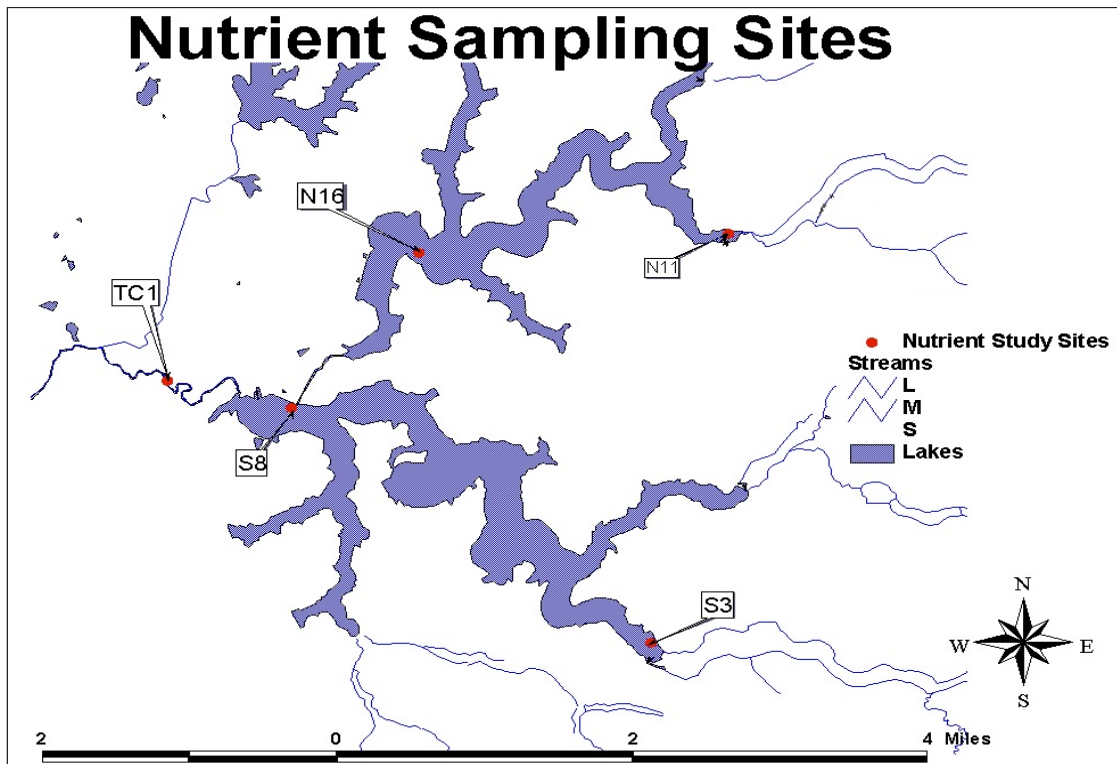 Nutrient Sampling Sites
N16
N11
TC1
Nutrient Study Sites
Streams
L
M
S
Lakes
S8
S3
N
W E
S
2 0 2 4 Miles